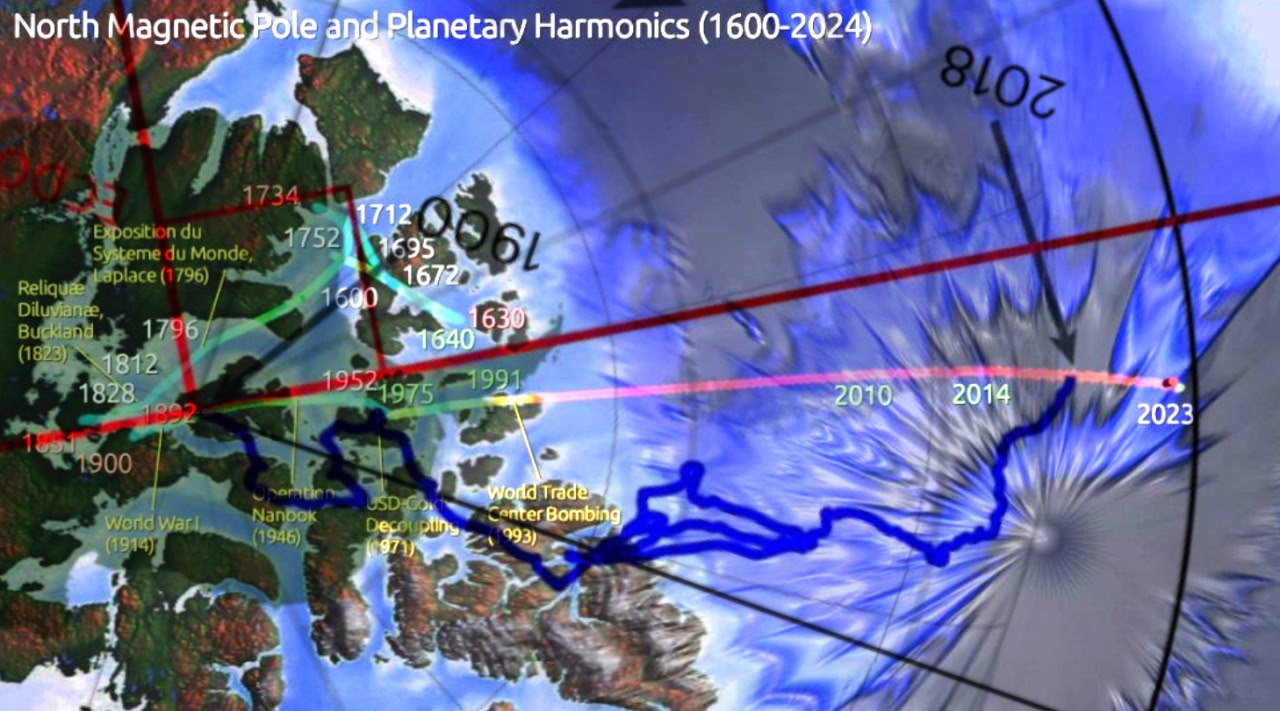 North Magnetic Pole and Planetary Harmonics (1600-2024)
2018
1734
1712
1900
Exposition du
Systeme du Monde,
Laplace (1796)
1752
1695
1672
Reliquæ
Diluvianæ,
Buckland
(1823)
1600
1630
1796
1640
1812
1952
1975
1991
1828
2010
2014
1892
2023
1831
1900
Operation
Nanook
(1946)
USD-Gold
Decoupling
(1971)
World Trade
Center Bombing
(1993)
World War I
(1914)